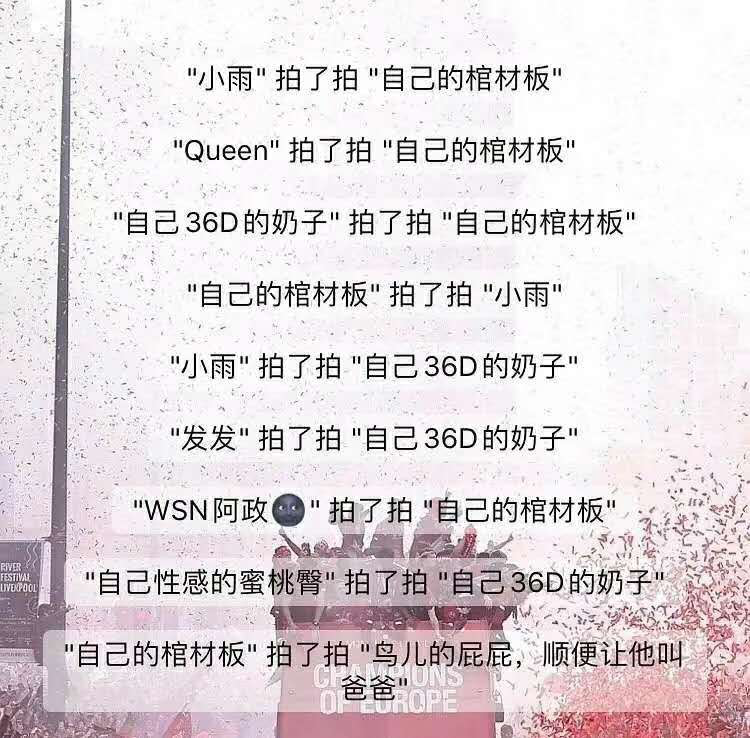 "小雨" 拍了拍 "自己的棺材板"
"Queen" 拍了拍 "自己的棺材板"
"自己36D的奶子" 拍了拍 "自己的棺材板"
"自己的棺材板" 拍了拍 "小雨"
"小雨" 拍了拍 "自己36D的奶子"
"发发" 拍了拍 "自己36D的奶子"
"WSN阿政🌚" 拍了拍 "自己的棺材板"
"自己性感的蜜桃臀" 拍了拍 "自己36D的奶子"
"自己的棺材板" 拍了拍 "鸟儿的屁屁，顺便让他叫
爸爸"
RIVER
FESTIVAL
LIVERPOOL
CHAMPIONS
OF EUROPE